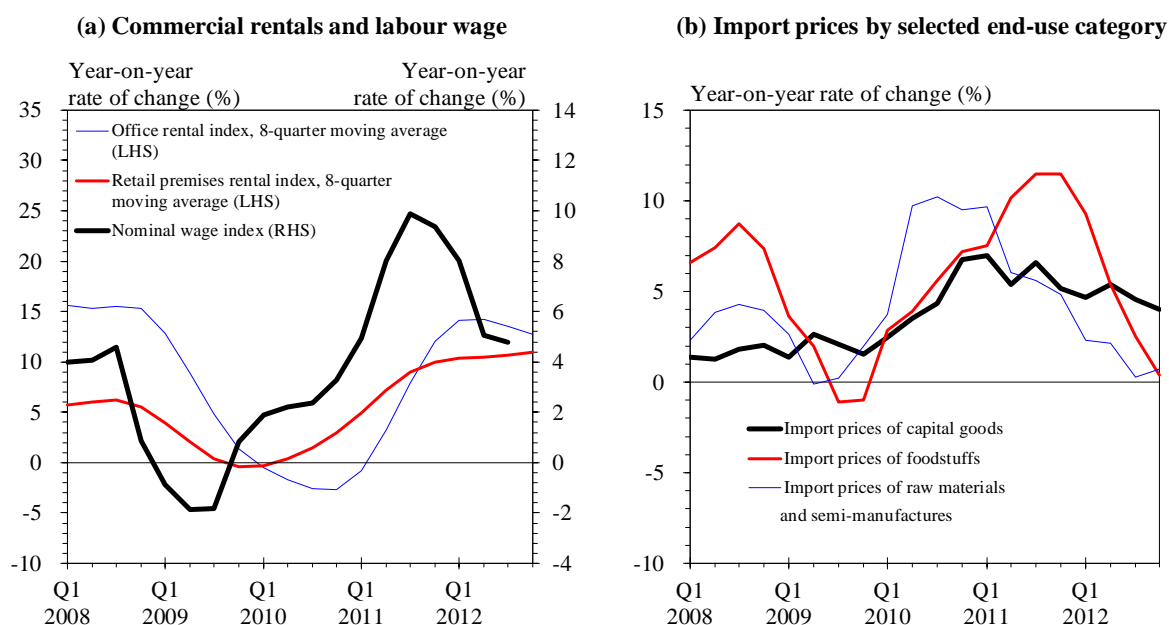 (a) Commercial rentals and labour wage
Year-on-year
rate of change (%)
Year-on-year
rate of change (%)
35
30
25
20
15
10
5
0
-5
-10
14
12
10
8
6
4
2
0
-2
-4
Office rental index, 8-quarter moving average
(LHS)
Retail premises rental index, 8-quarter
moving average (LHS)
Nominal wage index (RHS)
Q1 Q1 Q1 Q1 Q1
2008 2009 2010 2011 2012
(b) Import prices by selected end-use category
Year-on-year rate of change (%)
15
10
5
0
-5
-10
Import prices of capital goods
Import prices of foodstuffs
Import prices of raw materials
and semi-manufactures
Q1 Q1 Q1 Q1 Q1
2008 2009 2010 2011 2012